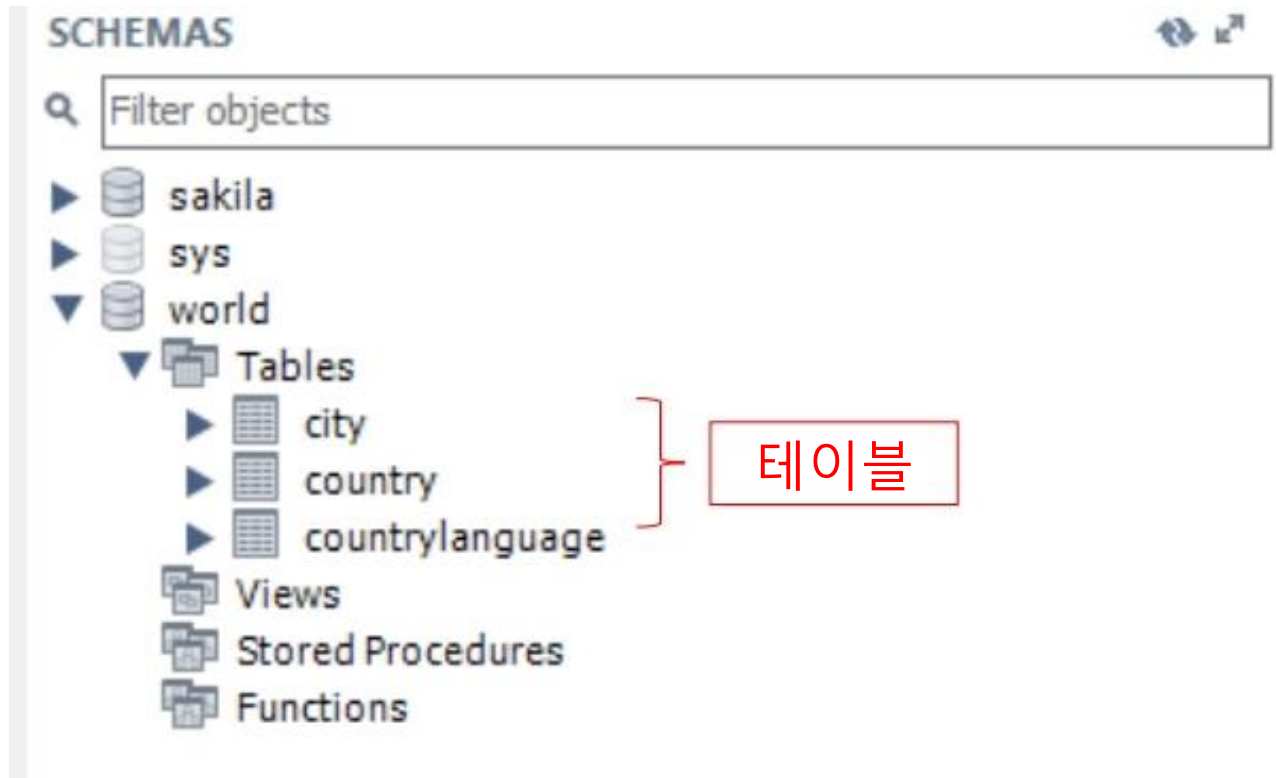 SCHEMAS
Filter objects
sakila
sys
world
Tables
city
country
countrylanguage
테이블
Views
Stored Procedures
Functions